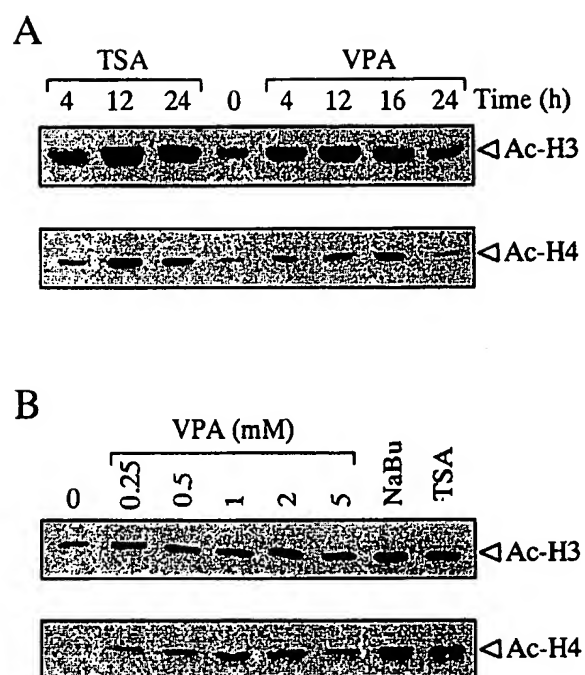 A
TSA VPA
4 12 24 0 4 12 16 24 Time (h)
◁Ac-H3
◁Ac-H4
B
VPA (mM)
0 0.25 0.5 1 2 5 NaBu TSA
◁Ac-H3
◁Ac-H4